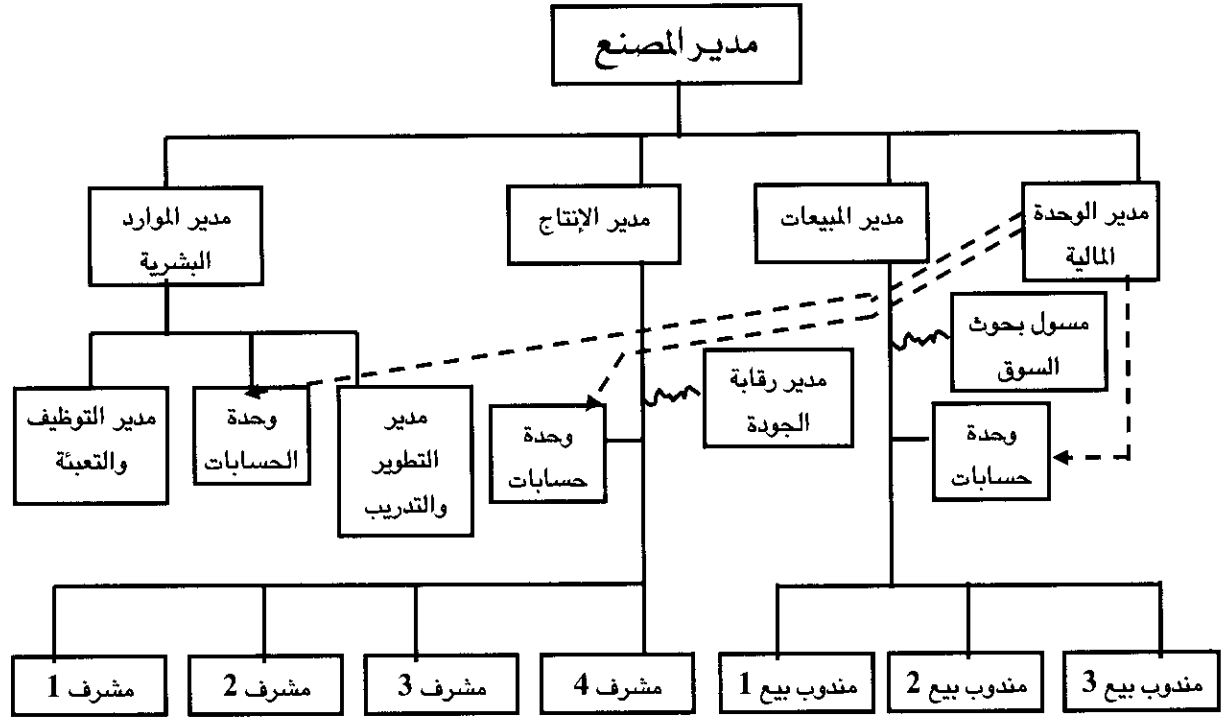 مدير المصنع
مدير الوحدة
المالية
مدير المبيعات
مدير الإنتاج
مدير الموارد
البشرية
مسول بحوث
السوق
مدير رقابة
الجودة
وحدة
حسابات
وحدة
حسابات
مدير
التطوير
والتدريب
وحدة
الحسابات
مدير التوظيف
والتعبئة
مندوب بيع 3
مندوب بيع 2
مندوب بيع 1
مشرف 4
مشرف 3
مشرف 2
مشرف 1